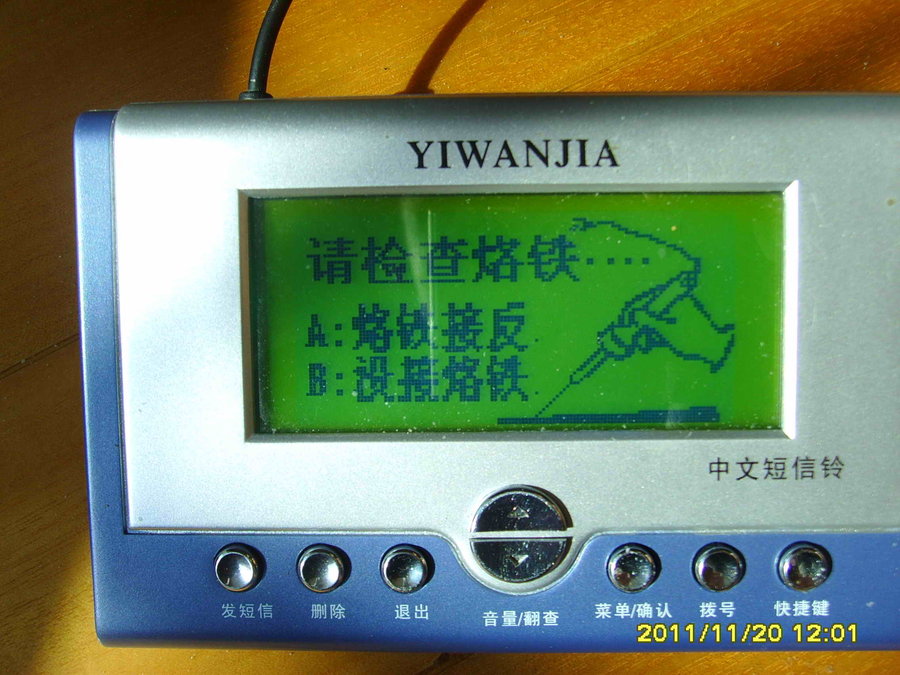 YIWANJIA
请检查烙铁·····
A:烙铁接反.
B:没接烙铁.
中文短信铃
发短信 删除 退出 音量/翻查 菜单/确认 拨号 快捷键
2011/11/20 12:01